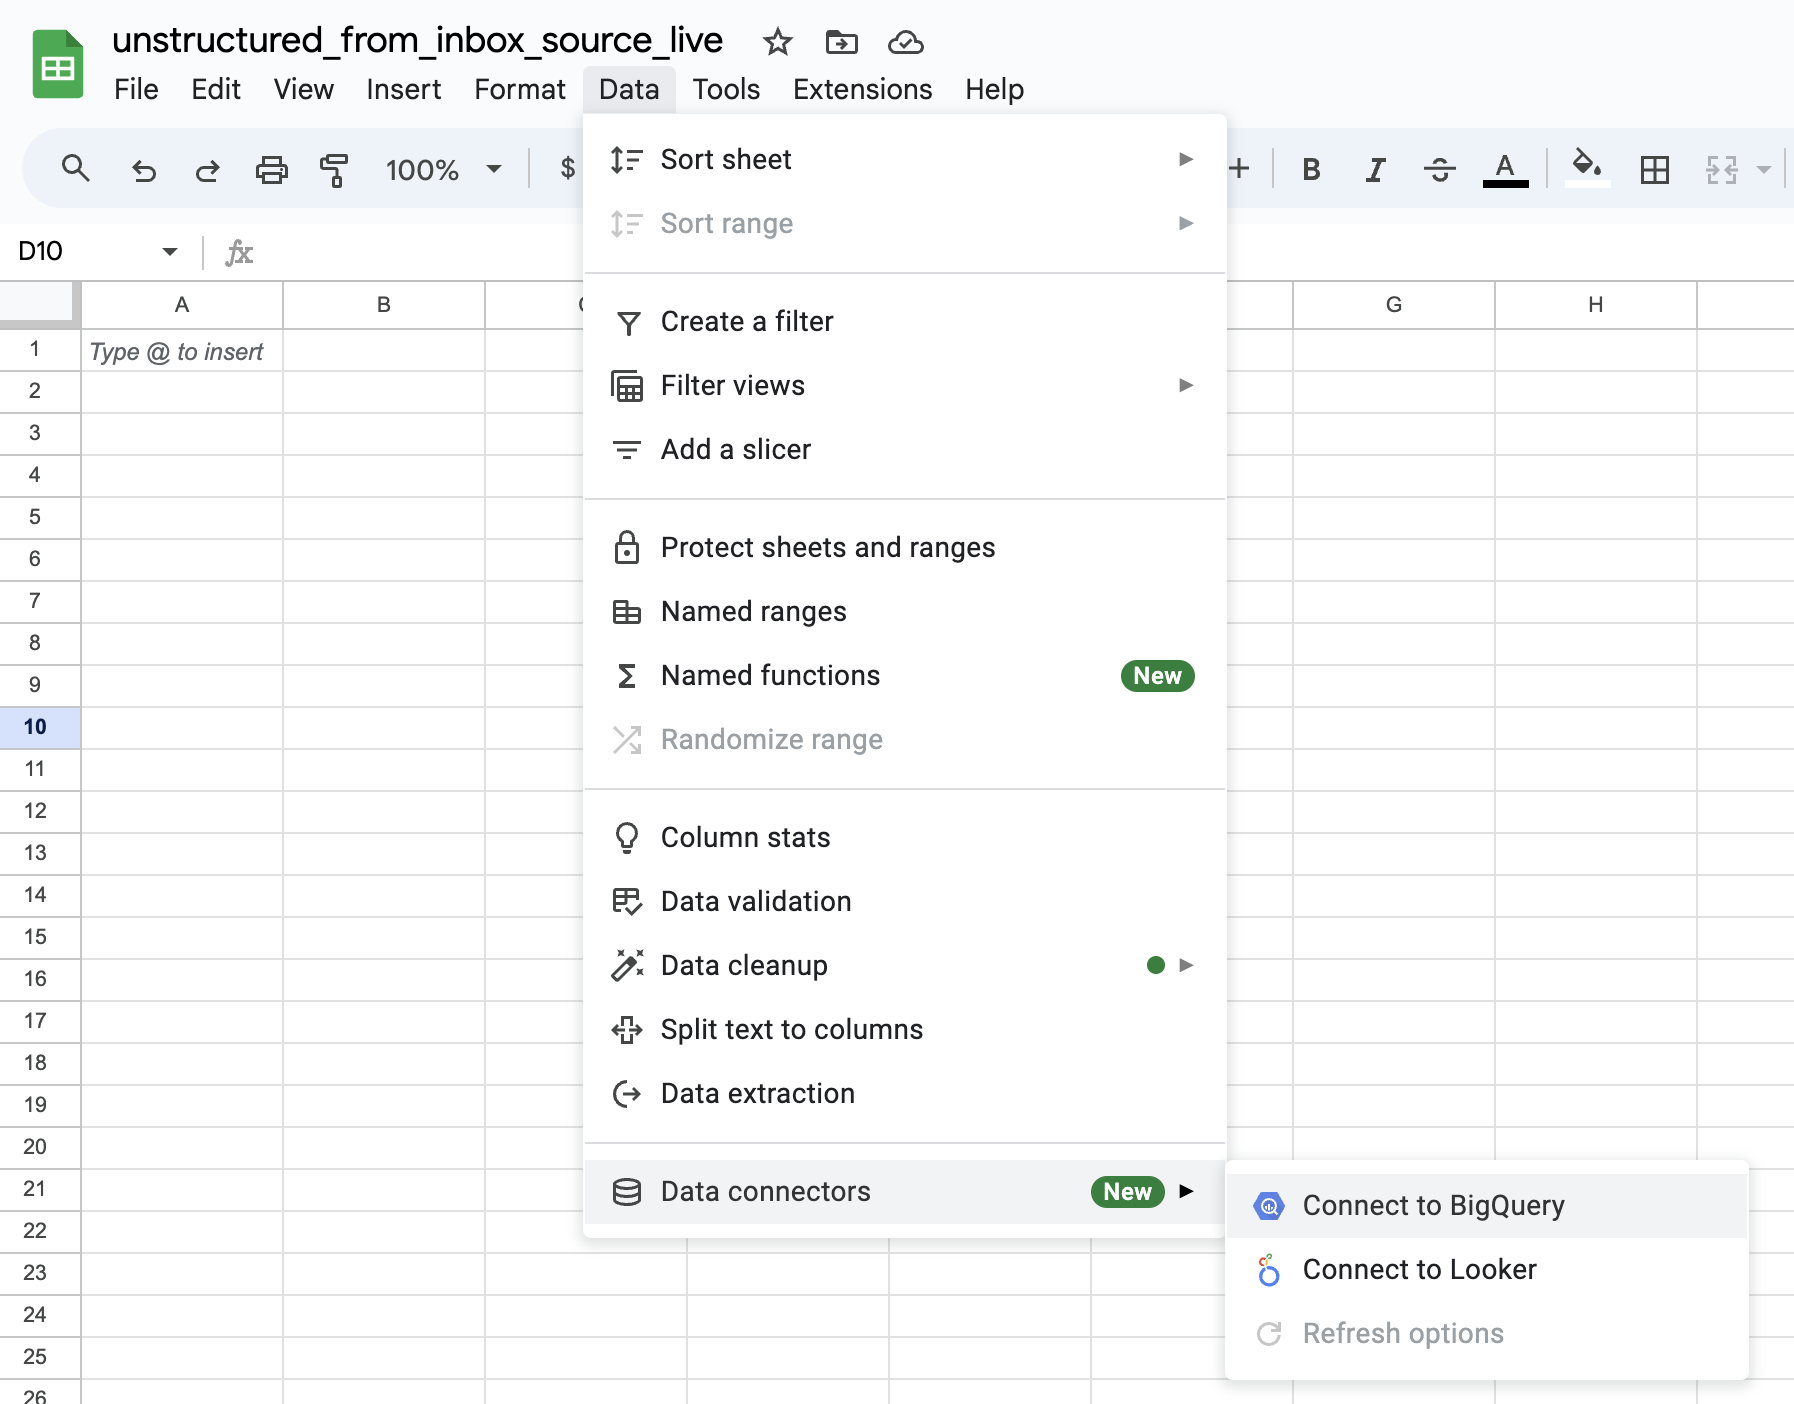 unstructured_from_inbox_source_live
File Edit View Insert Format Data Tools Extensions Help
100% $ B I A
D10 fx
A B G H
1 Type @ to insert
2
3
4
5
6
7
8
9
10
11
12
13
14
15
16
17
18
19
20
21
22
23
24
25
26
Sort sheet
Sort range
Create a filter
Filter views
Add a slicer
Protect sheets and ranges
Named ranges
Named functions New
Randomize range
Column stats
Data validation
Data cleanup
Split text to columns
Data extraction
Data connectors New
Connect to BigQuery
Connect to Looker
Refresh options